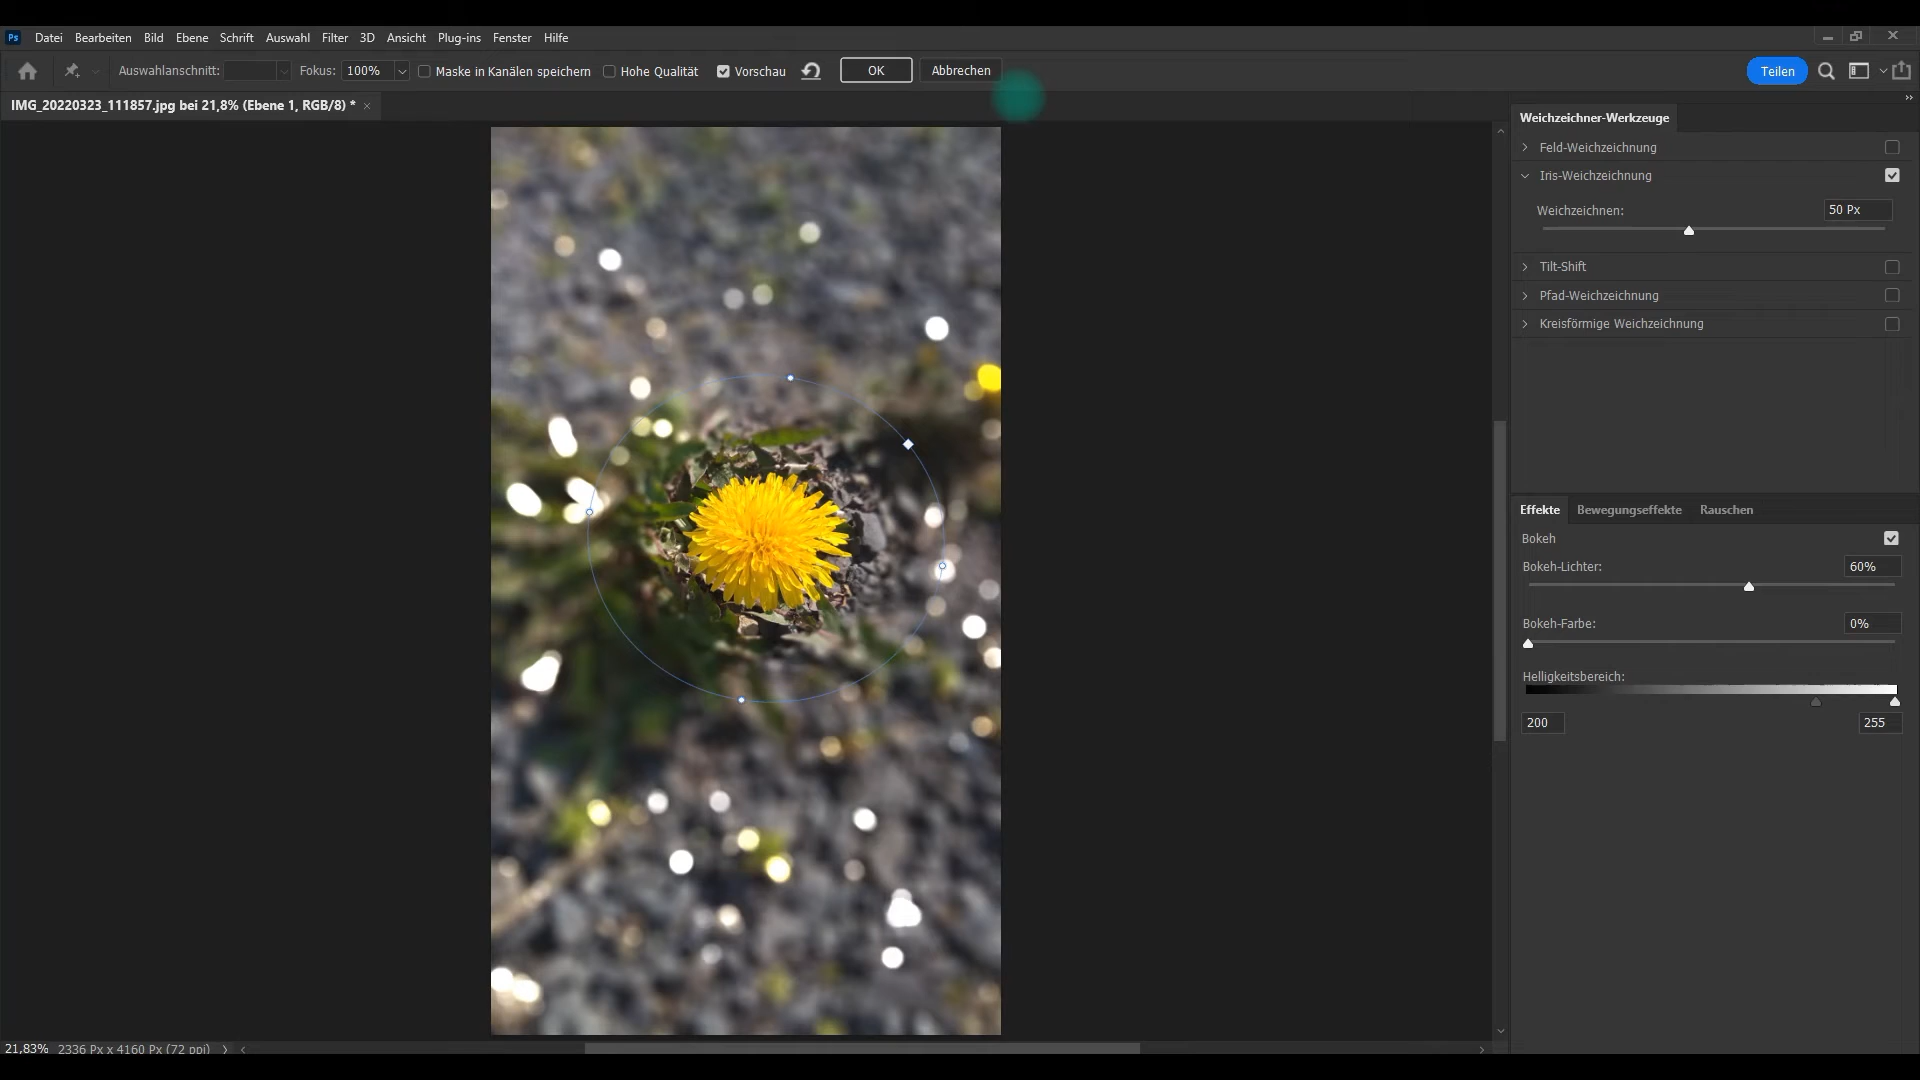 Ps Datei Bearbeiten Bild Ebene Schrift Auswahl Filter 3D Ansicht Plug-ins Fenster Hilfe
Auswahlanschnitt: Fokus: 100% Maske in Kanälen speichern Hohe Qualität Vorschau OK Abbrechen Teilen
IMG_20220323_111857.jpg bei 21,8% (Ebene 1, RGB/8) *
Weichzeichner-Werkzeuge
Feld-Weichzeichnung
Iris-Weichzeichnung
Weichzeichnen: 50 Px
Tilt-Shift
Pfad-Weichzeichnung
Kreisförmige Weichzeichnung
Effekte Bewegungseffekte Rauschen
Bokeh
Bokeh-Lichter: 60%
Bokeh-Farbe: 0%
Helligkeitsbereich:
200 255
21,83% 2336 Px x 4160 Px (72 ppi)